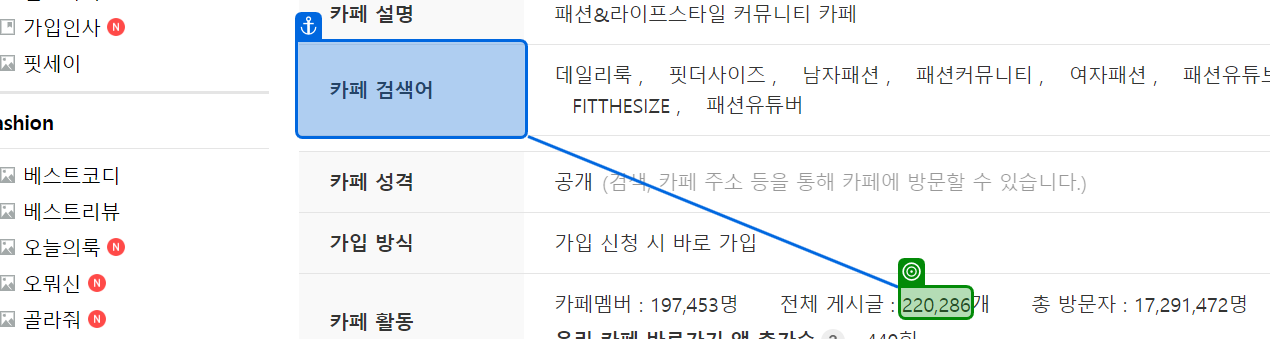 카페 설명
패션&라이프스타일 커뮤니티 카페
가입인사 N
핏세이
카페 검색어
데일리룩 , 핏더사이즈 , 남자패션 , 패션커뮤니티 , 여자패션 ,
FITTHESIZE , 패션유튜버
베스트코디
베스트리뷰
오늘의룩 N
오뭐신 N
골라줘 N
카페 성격
공개 (검색, 카페 주소 등을 통해 카페에 방문할 수 있습니다.)
가입 방식
가입 신청 시 바로 가입
카페 활동
카페멤버 : 197,453명 전체 게시글 : 220,286개 총 방문자 : 17,291,472명